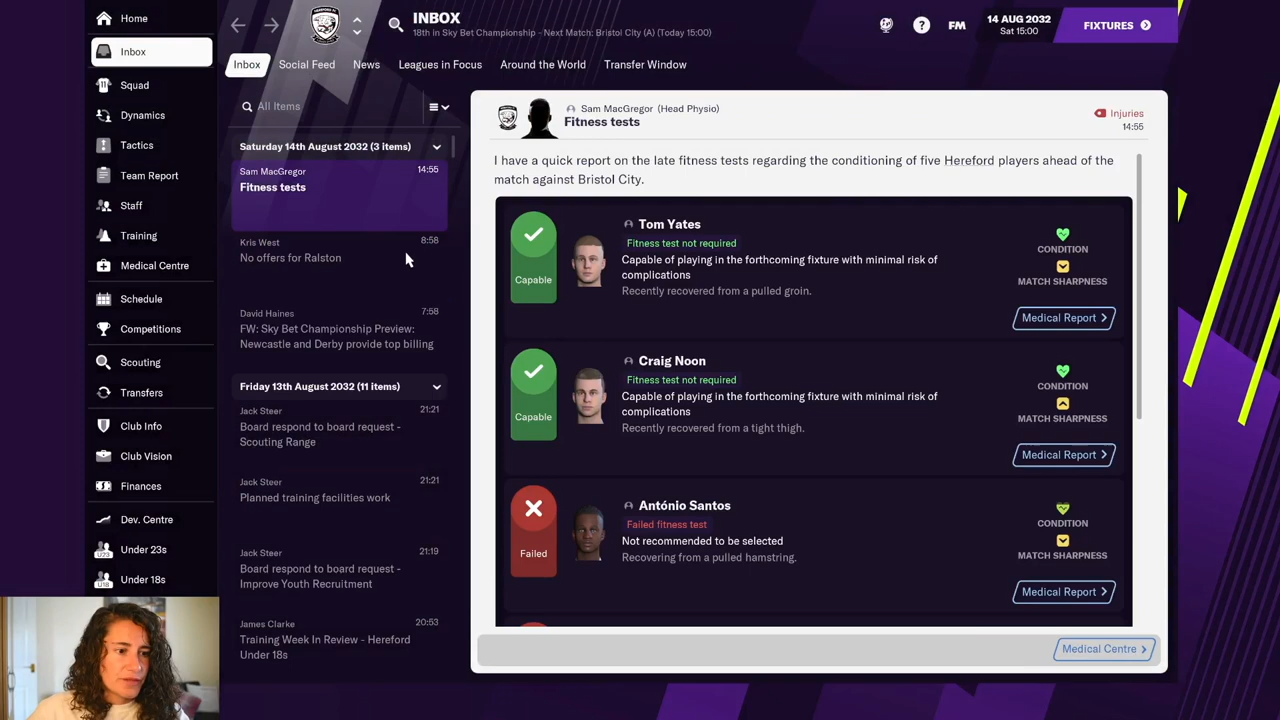 Home
Inbox
Squad
Dynamics
Tactics
Team Report
Staff
Training
Medical Centre
Schedule
Competitions
Scouting
Transfers
Club Info
Club Vision
Finances
Dev. Centre
U23
Under 23s
U18
Under 18s
INBOX
18th in Sky Bet Championship - Next Match: Bristol City (A) (Today 15:00)
?
FM
14 AUG 2032
Sat 15:00
FIXTURES
Inbox
Social Feed
News
Leagues in Focus
Around the World
Transfer Window
All Items
Saturday 14th August 2032 (3 items)
Sam MacGregor
14:55
Fitness tests
Kris West
8:58
No offers for Ralston
David Haines
7:58
FW: Sky Bet Championship Preview:
Newcastle and Derby provide top billing
Friday 13th August 2032 (11 items)
Jack Steer
21:21
Board respond to board request -
Scouting Range
Jack Steer
21:21
Planned training facilities work
Jack Steer
21:19
Board respond to board request -
Improve Youth Recruitment
James Clarke
20:53
Training Week In Review - Hereford
Under 18s
Sam MacGregor (Head Physio)
Fitness tests
Injuries
14:55
I have a quick report on the late fitness tests regarding the conditioning of five Hereford players ahead of the
match against Bristol City.
Capable
Tom Yates
Fitness test not required
Capable of playing in the forthcoming fixture with minimal risk of
complications
Recently recovered from a pulled groin.
CONDITION
MATCH SHARPNESS
Medical Report
Capable
Craig Noon
Fitness test not required
Capable of playing in the forthcoming fixture with minimal risk of
complications
Recently recovered from a tight thigh.
CONDITION
MATCH SHARPNESS
Medical Report
Failed
António Santos
Failed fitness test
Not recommended to be selected
Recovering from a pulled hamstring.
CONDITION
MATCH SHARPNESS
Medical Report
Medical Centre